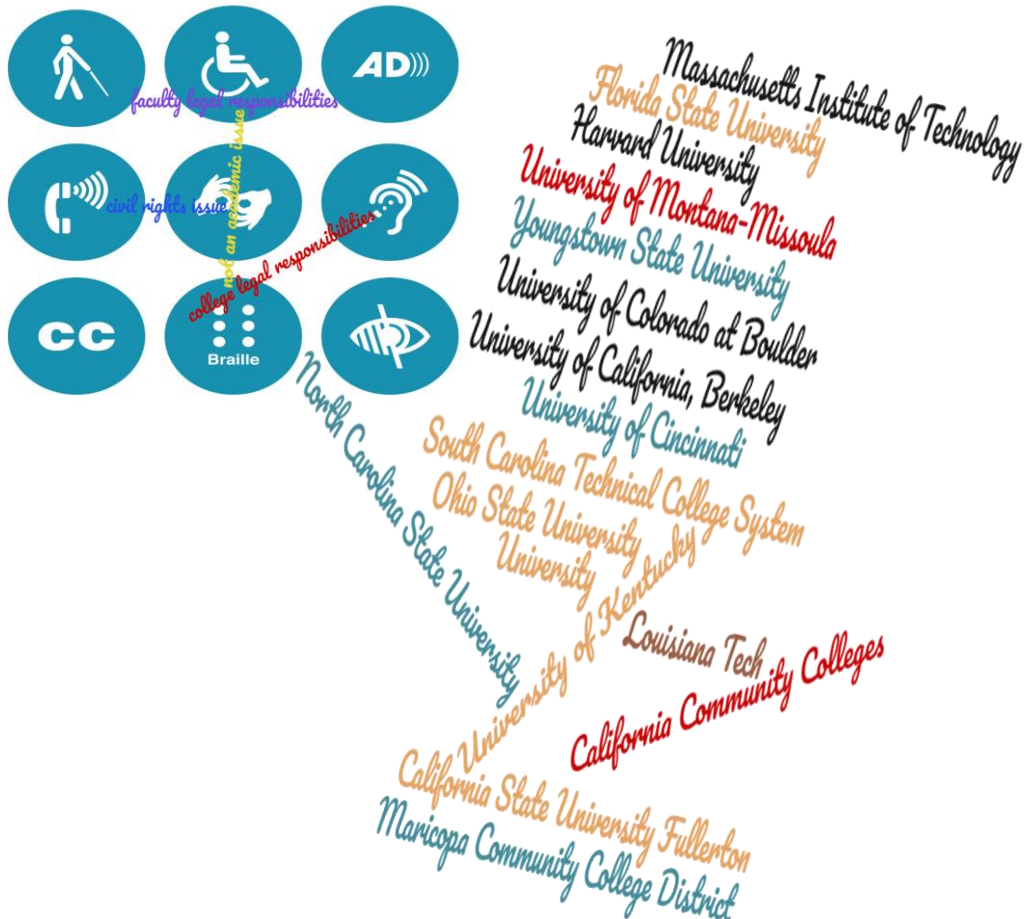 AD
faculty legal responsibilities
not an academic issue
civil rights issue
college legal responsibilities
CC
Braille
Massachusetts Institute of Technology
Florida State University
Harvard University
University of Montana-Missoula
Youngstown State University
University of Colorado at Boulder
University of California, Berkeley
University of Cincinnati
South Carolina Technical College System
Ohio State University
University
University of Kentucky
North Carolina State University
Louisiana Tech
California Community Colleges
California State University Fullerton
Maricopa Community College District